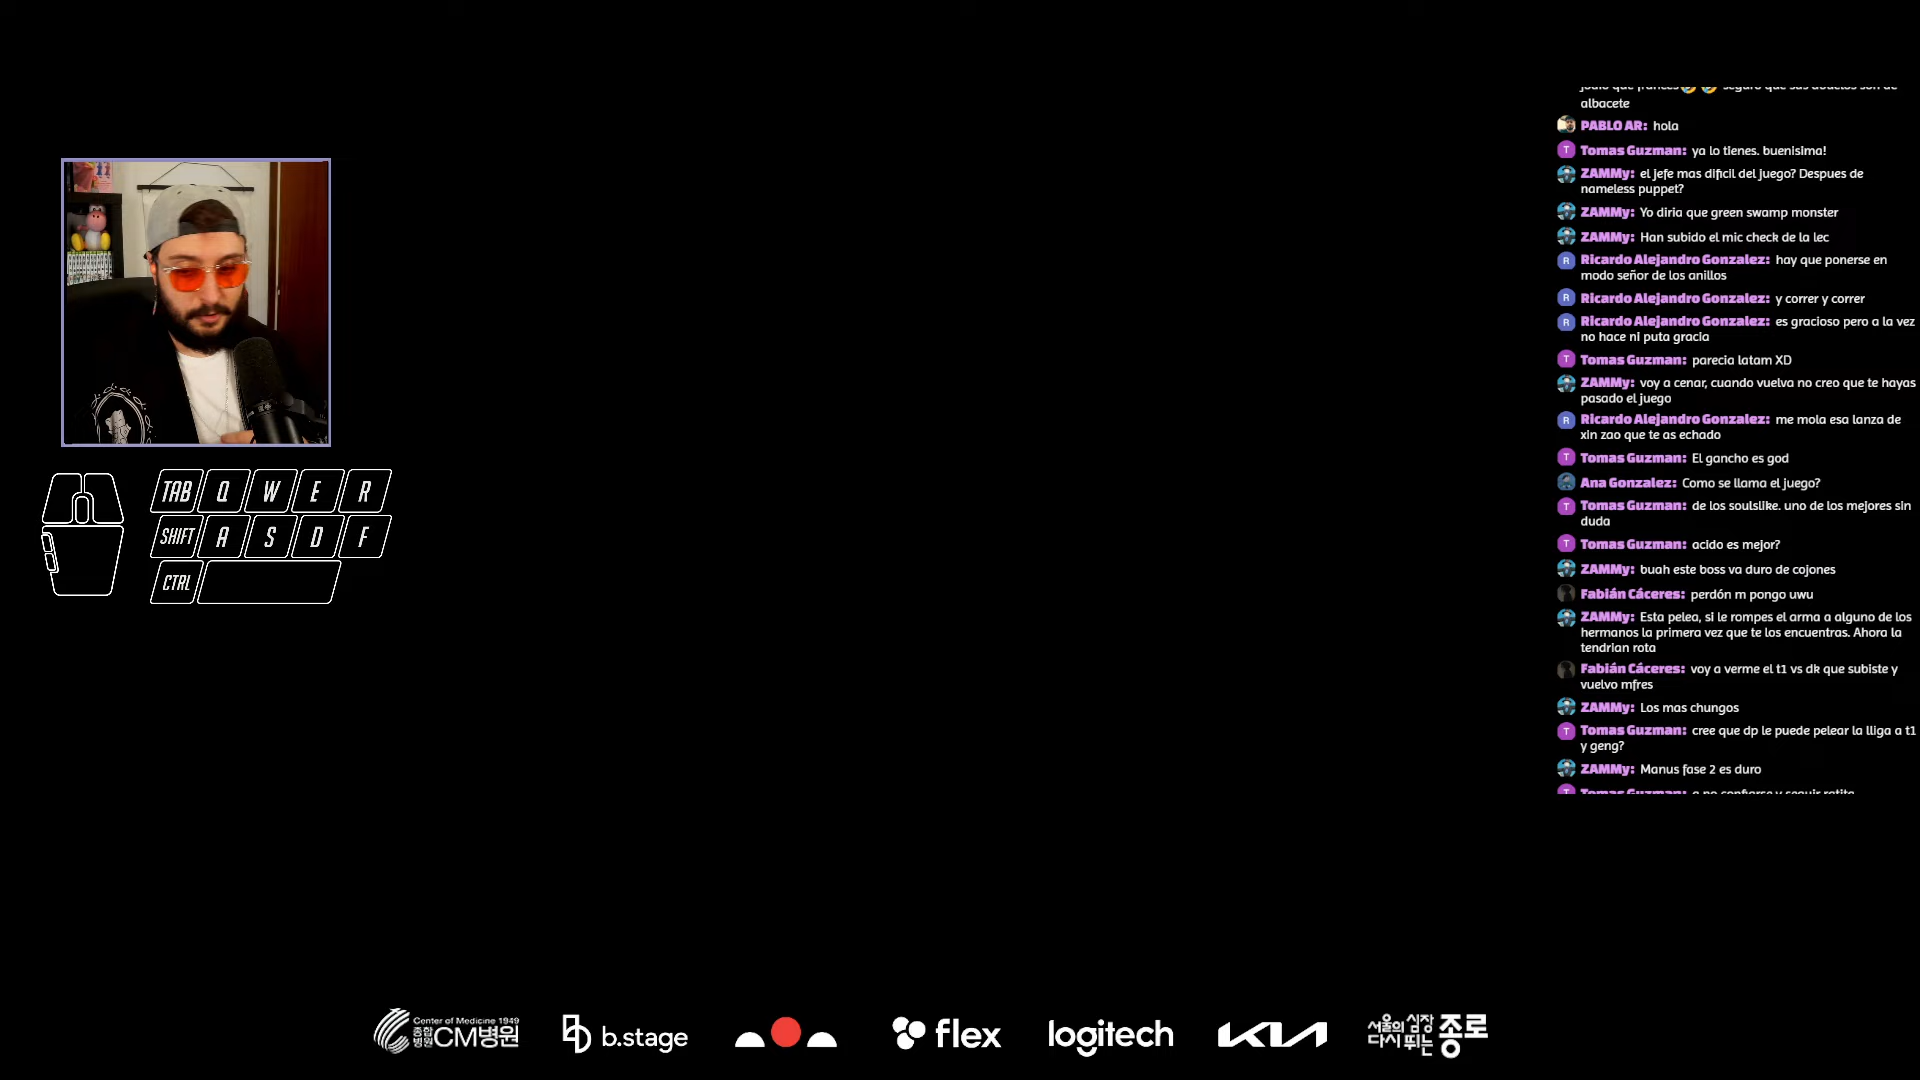 albacete
PABLO AR: hola
Tomas Guzman: ya lo tienes. buenisima!
ZAMMy: el jefe mas dificil del juego? Despues de
nameless puppet?
ZAMMy: Yo diria que green swamp monster
ZAMMy: Han subido el mic check de la lec
Ricardo Alejandro Gonzalez: hay que ponerse en
modo señor de los anillos
Ricardo Alejandro Gonzalez: y correr y correr
Ricardo Alejandro Gonzalez: es gracioso pero a la vez
no hace ni puta gracia
Tomas Guzman: parecia latam XD
ZAMMy: voy a cenar, cuando vuelva no creo que te hayas
pasado el juego
Ricardo Alejandro Gonzalez: me mola esa lanza de
xin zao que te as echado
Tomas Guzman: El gancho es god
Ana Gonzalez: Como se llama el juego?
Tomas Guzman: de los soulslike. uno de los mejores sin
duda
Tomas Guzman: acido es mejor?
ZAMMy: buah este boss va duro de cojones
Fabián Cáceres: perdón m pongo uwu
ZAMMy: Esta pelea, si le rompes el arma a alguno de los
hermanos la primera vez que te los encuentras. Ahora la
tendrian rota
Fabián Cáceres: voy a verme el t1 vs dk que subiste y
vuelvo mfres
ZAMMy: Los mas chungos
Tomas Guzman: cree que dp le puede pelear la lliga a t1
y geng?
ZAMMy: Manus fase 2 es duro
TAB Q W E R
SHIFT A S D F
CTRL
Center of Medicine 1949
종합병원 CM병원
b.stage
flex
logitech
KIA
서울의 심장
다시 뛰는 종로